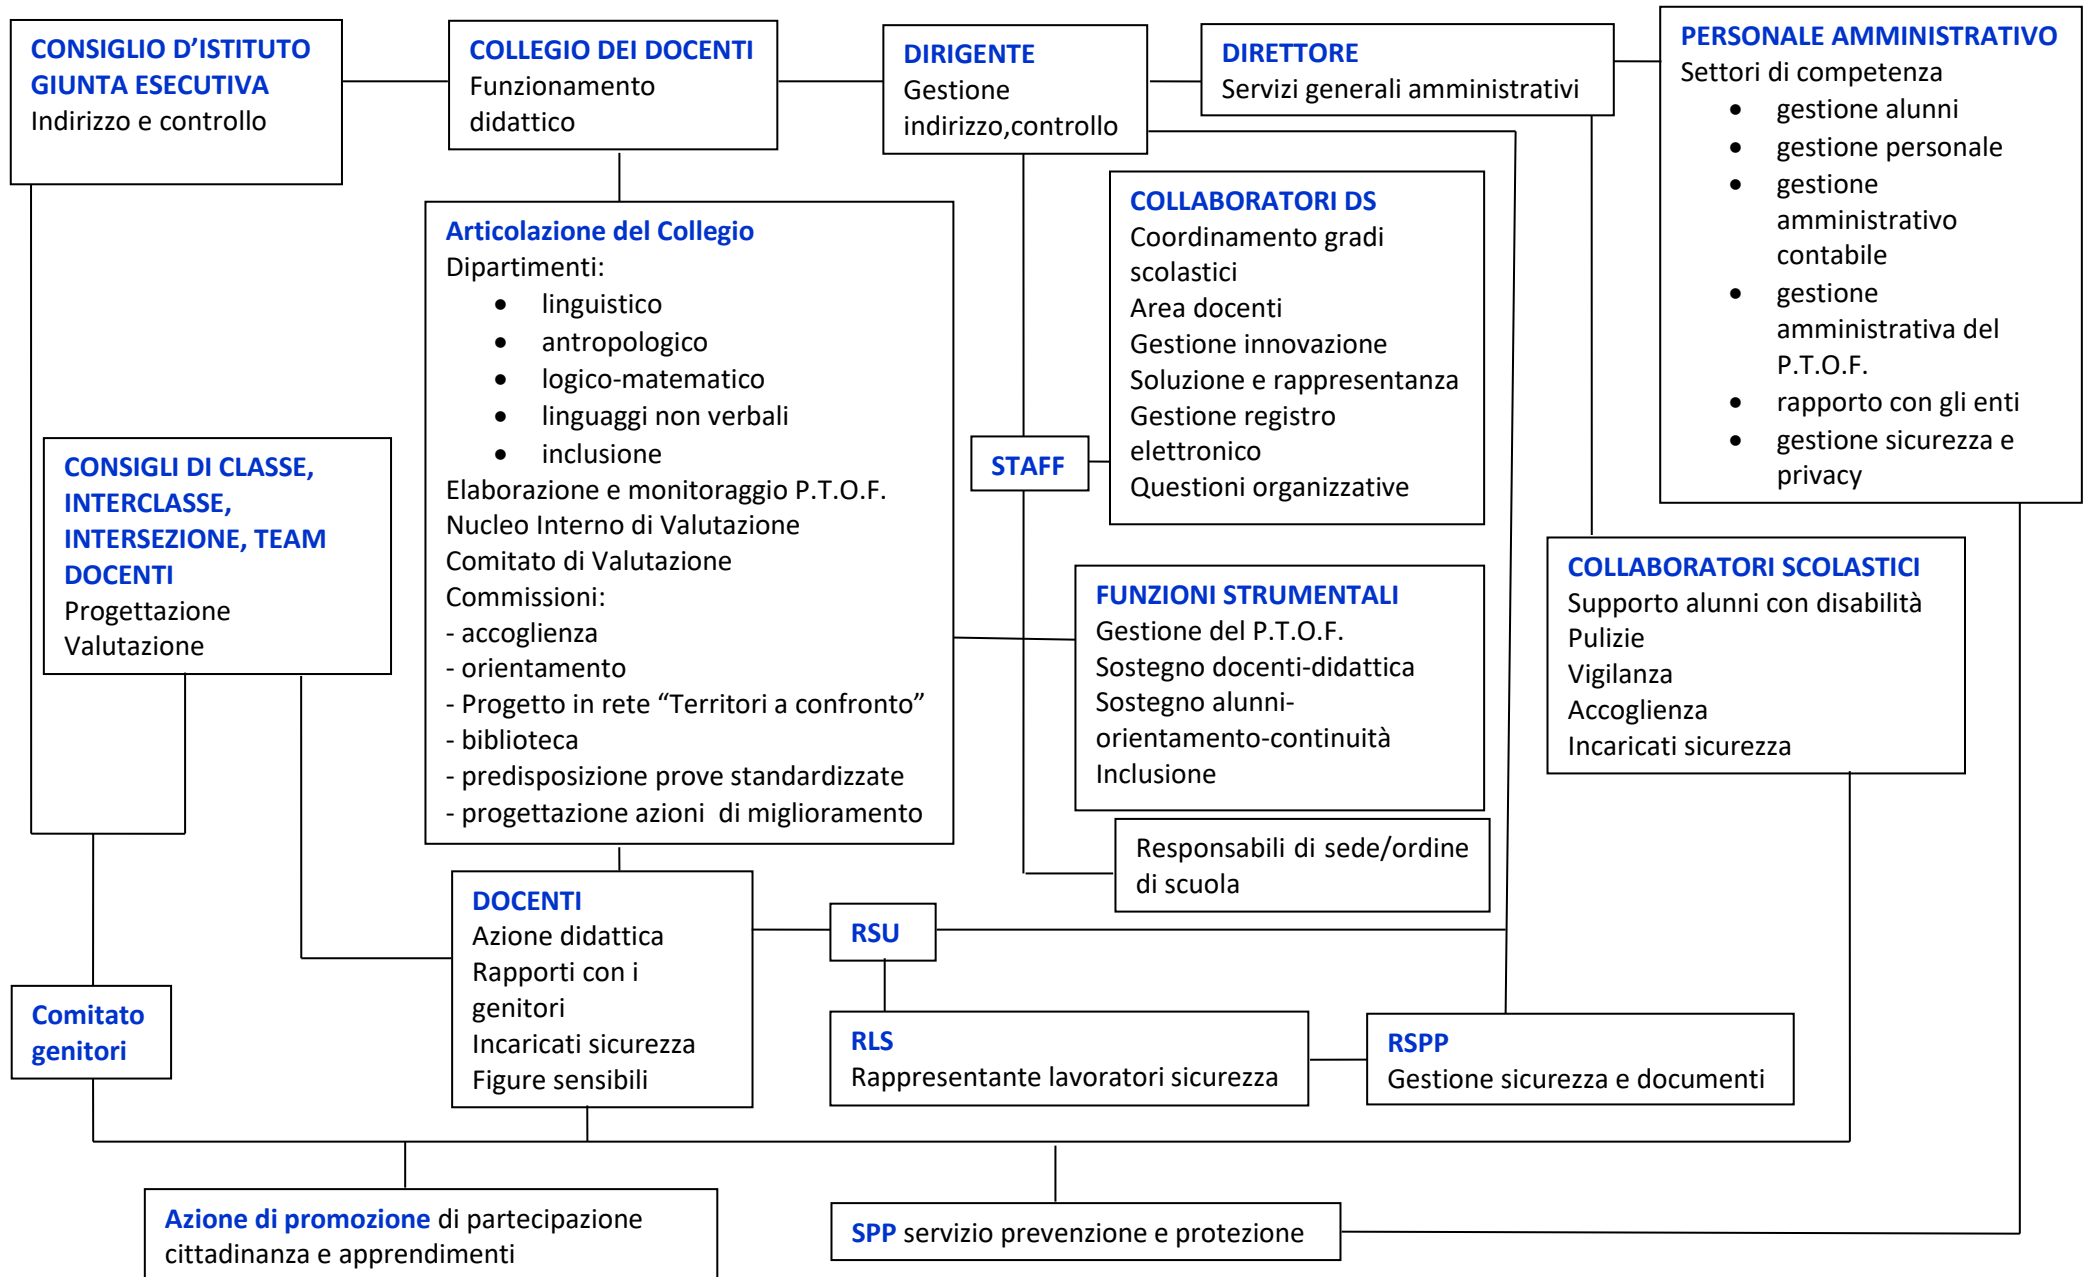 CONSIGLIO D’ISTITUTO
GIUNTA ESECUTIVA
Indirizzo e controllo
COLLEGIO DEI DOCENTI
Funzionamento
didattico
DIRIGENTE
Gestione
indirizzo,controllo
DIRETTORE
Servizi generali amministrativi
PERSONALE AMMINISTRATIVO
Settori di competenza
• gestione alunni
• gestione personale
• gestione
amministrativo
contabile
• gestione
amministrativa del
P.T.O.F.
• rapporto con gli enti
• gestione sicurezza e
privacy
Articolazione del Collegio
Dipartimenti:
• linguistico
• antropologico
• logico-matematico
• linguaggi non verbali
• inclusione
Elaborazione e monitoraggio P.T.O.F.
Nucleo Interno di Valutazione
Comitato di Valutazione
Commissioni:
- accoglienza
- orientamento
- Progetto in rete “Territori a confronto”
- biblioteca
- predisposizione prove standardizzate
- progettazione azioni  di miglioramento
COLLABORATORI DS
Coordinamento gradi
scolastici
Area docenti
Gestione innovazione
Soluzione e rappresentanza
Gestione registro
elettronico
Questioni organizzative
STAFF
CONSIGLI DI CLASSE,
INTERCLASSE,
INTERSEZIONE, TEAM
DOCENTI
Progettazione
Valutazione
FUNZIONI STRUMENTALI
Gestione del P.T.O.F.
Sostegno docenti-didattica
Sostegno alunni-
orientamento-continuità
Inclusione
COLLABORATORI SCOLASTICI
Supporto alunni con disabilità
Pulizie
Vigilanza
Accoglienza
Incaricati sicurezza
Responsabili di sede/ordine
di scuola
DOCENTI
Azione didattica
Rapporti con i
genitori
Incaricati sicurezza
Figure sensibili
RSU
Comitato
genitori
RLS
Rappresentante lavoratori sicurezza
RSPP
Gestione sicurezza e documenti
Azione di promozione di partecipazione
cittadinanza e apprendimenti
SPP servizio prevenzione e protezione